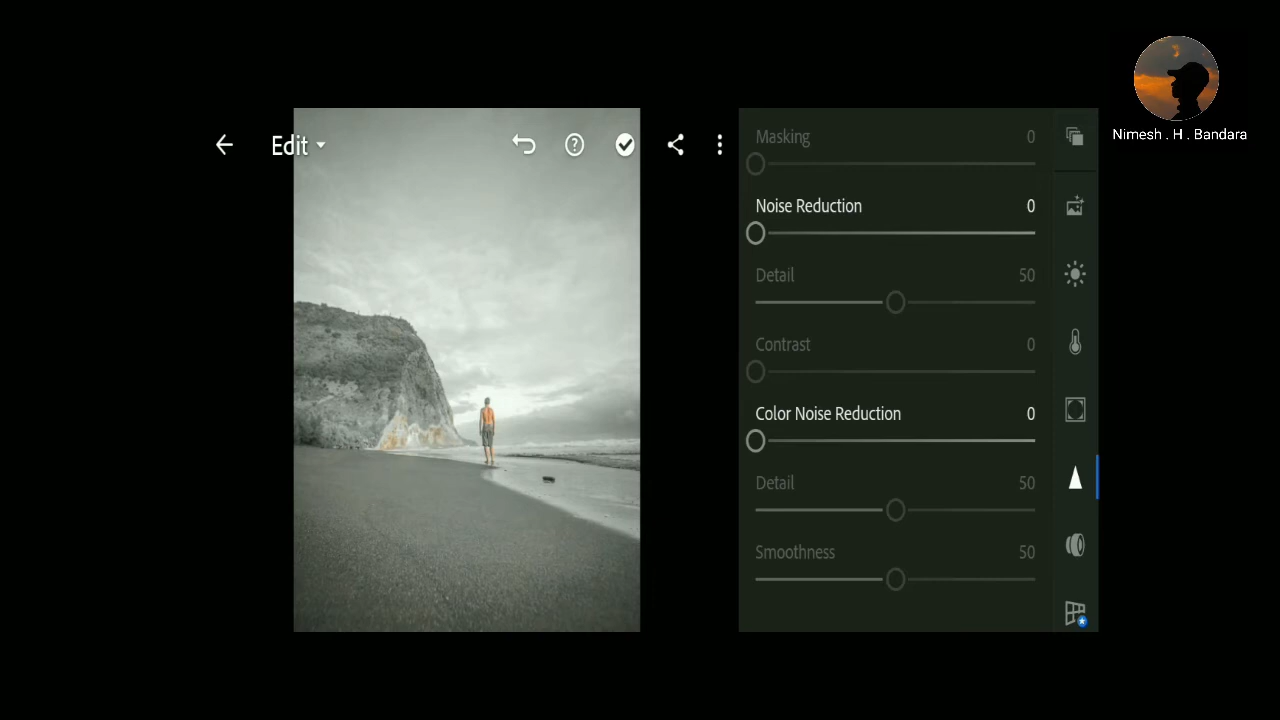 Edit
Masking 0
Noise Reduction 0
Detail 50
Contrast 0
Color Noise Reduction 0
Detail 50
Smoothness 50
Nimesh . H . Bandara